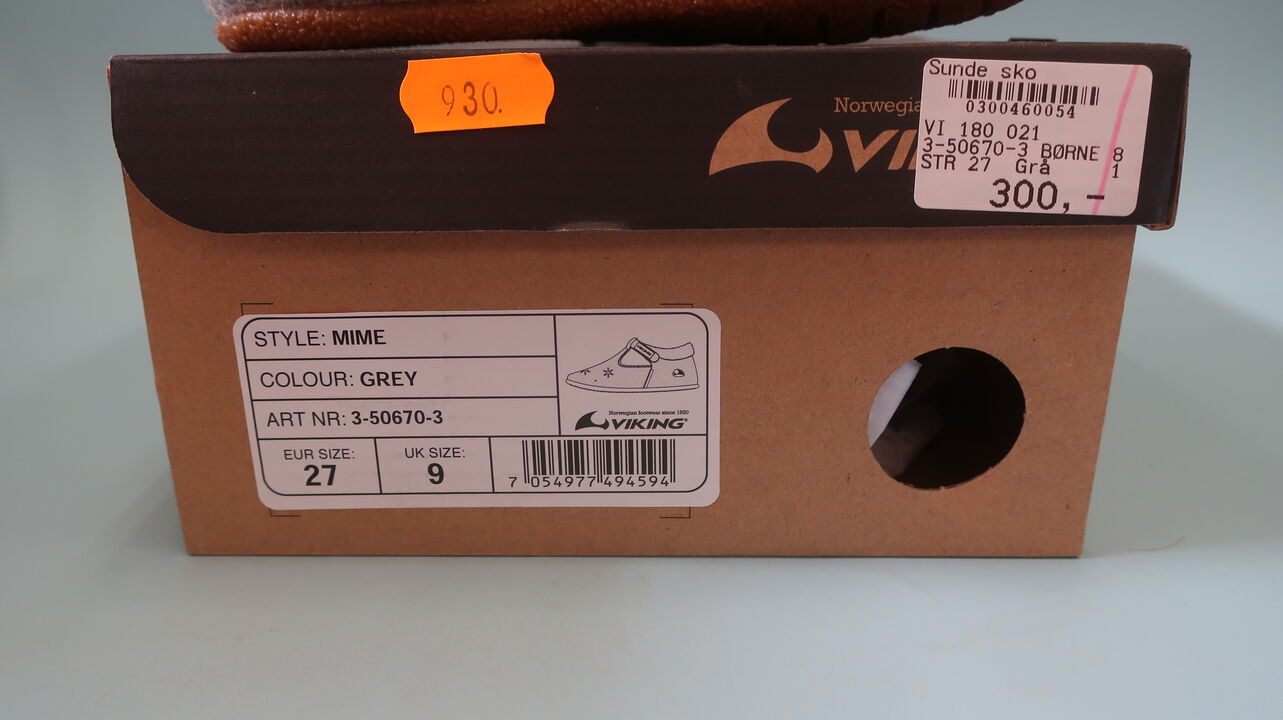 930.
Norwegia
VI
Sunde sko
0300460054
VI 180 021
3-50670-3 BØRNE 8
STR 27 Grå 1
300,-
STYLE: MIME
COLOUR: GREY
ART NR: 3-50670-3
EUR SIZE:
27
UK SIZE:
9
Norwegian footwear since 1920
VIKING®
7 054977 494594